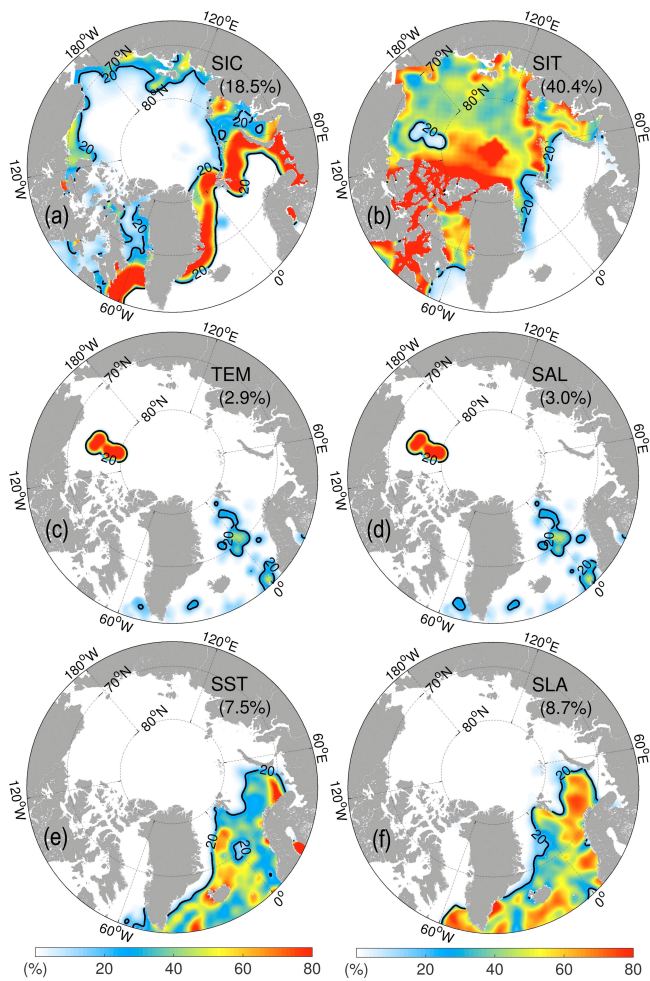 120°E
180°W
70°N
20
SIC
(18.5%)
80°N
20
60°E
20
20
20
120°W
20
(a)
20
0°
60°W
120°E
180°W
70°N
SIT
(40.4%)
80°N
20
60°E
20
120°W
20
(b)
0°
60°W
120°E
180°W
70°N
TEM
(2.9%)
80°N
60°E
20
120°W
(c)
20
20
0°
60°W
120°E
180°W
70°N
SAL
(3.0%)
80°N
60°E
20
120°W
(d)
20
20
0°
60°W
120°E
180°W
70°N
SST
(7.5%)
80°N
60°E
20
120°W
20
20
(e)
0°
60°W
120°E
180°W
70°N
SLA
(8.7%)
80°N
60°E
20
120°W
20
(f)
0°
60°W
(%) 20 40 60 80
(%) 20 40 60 80